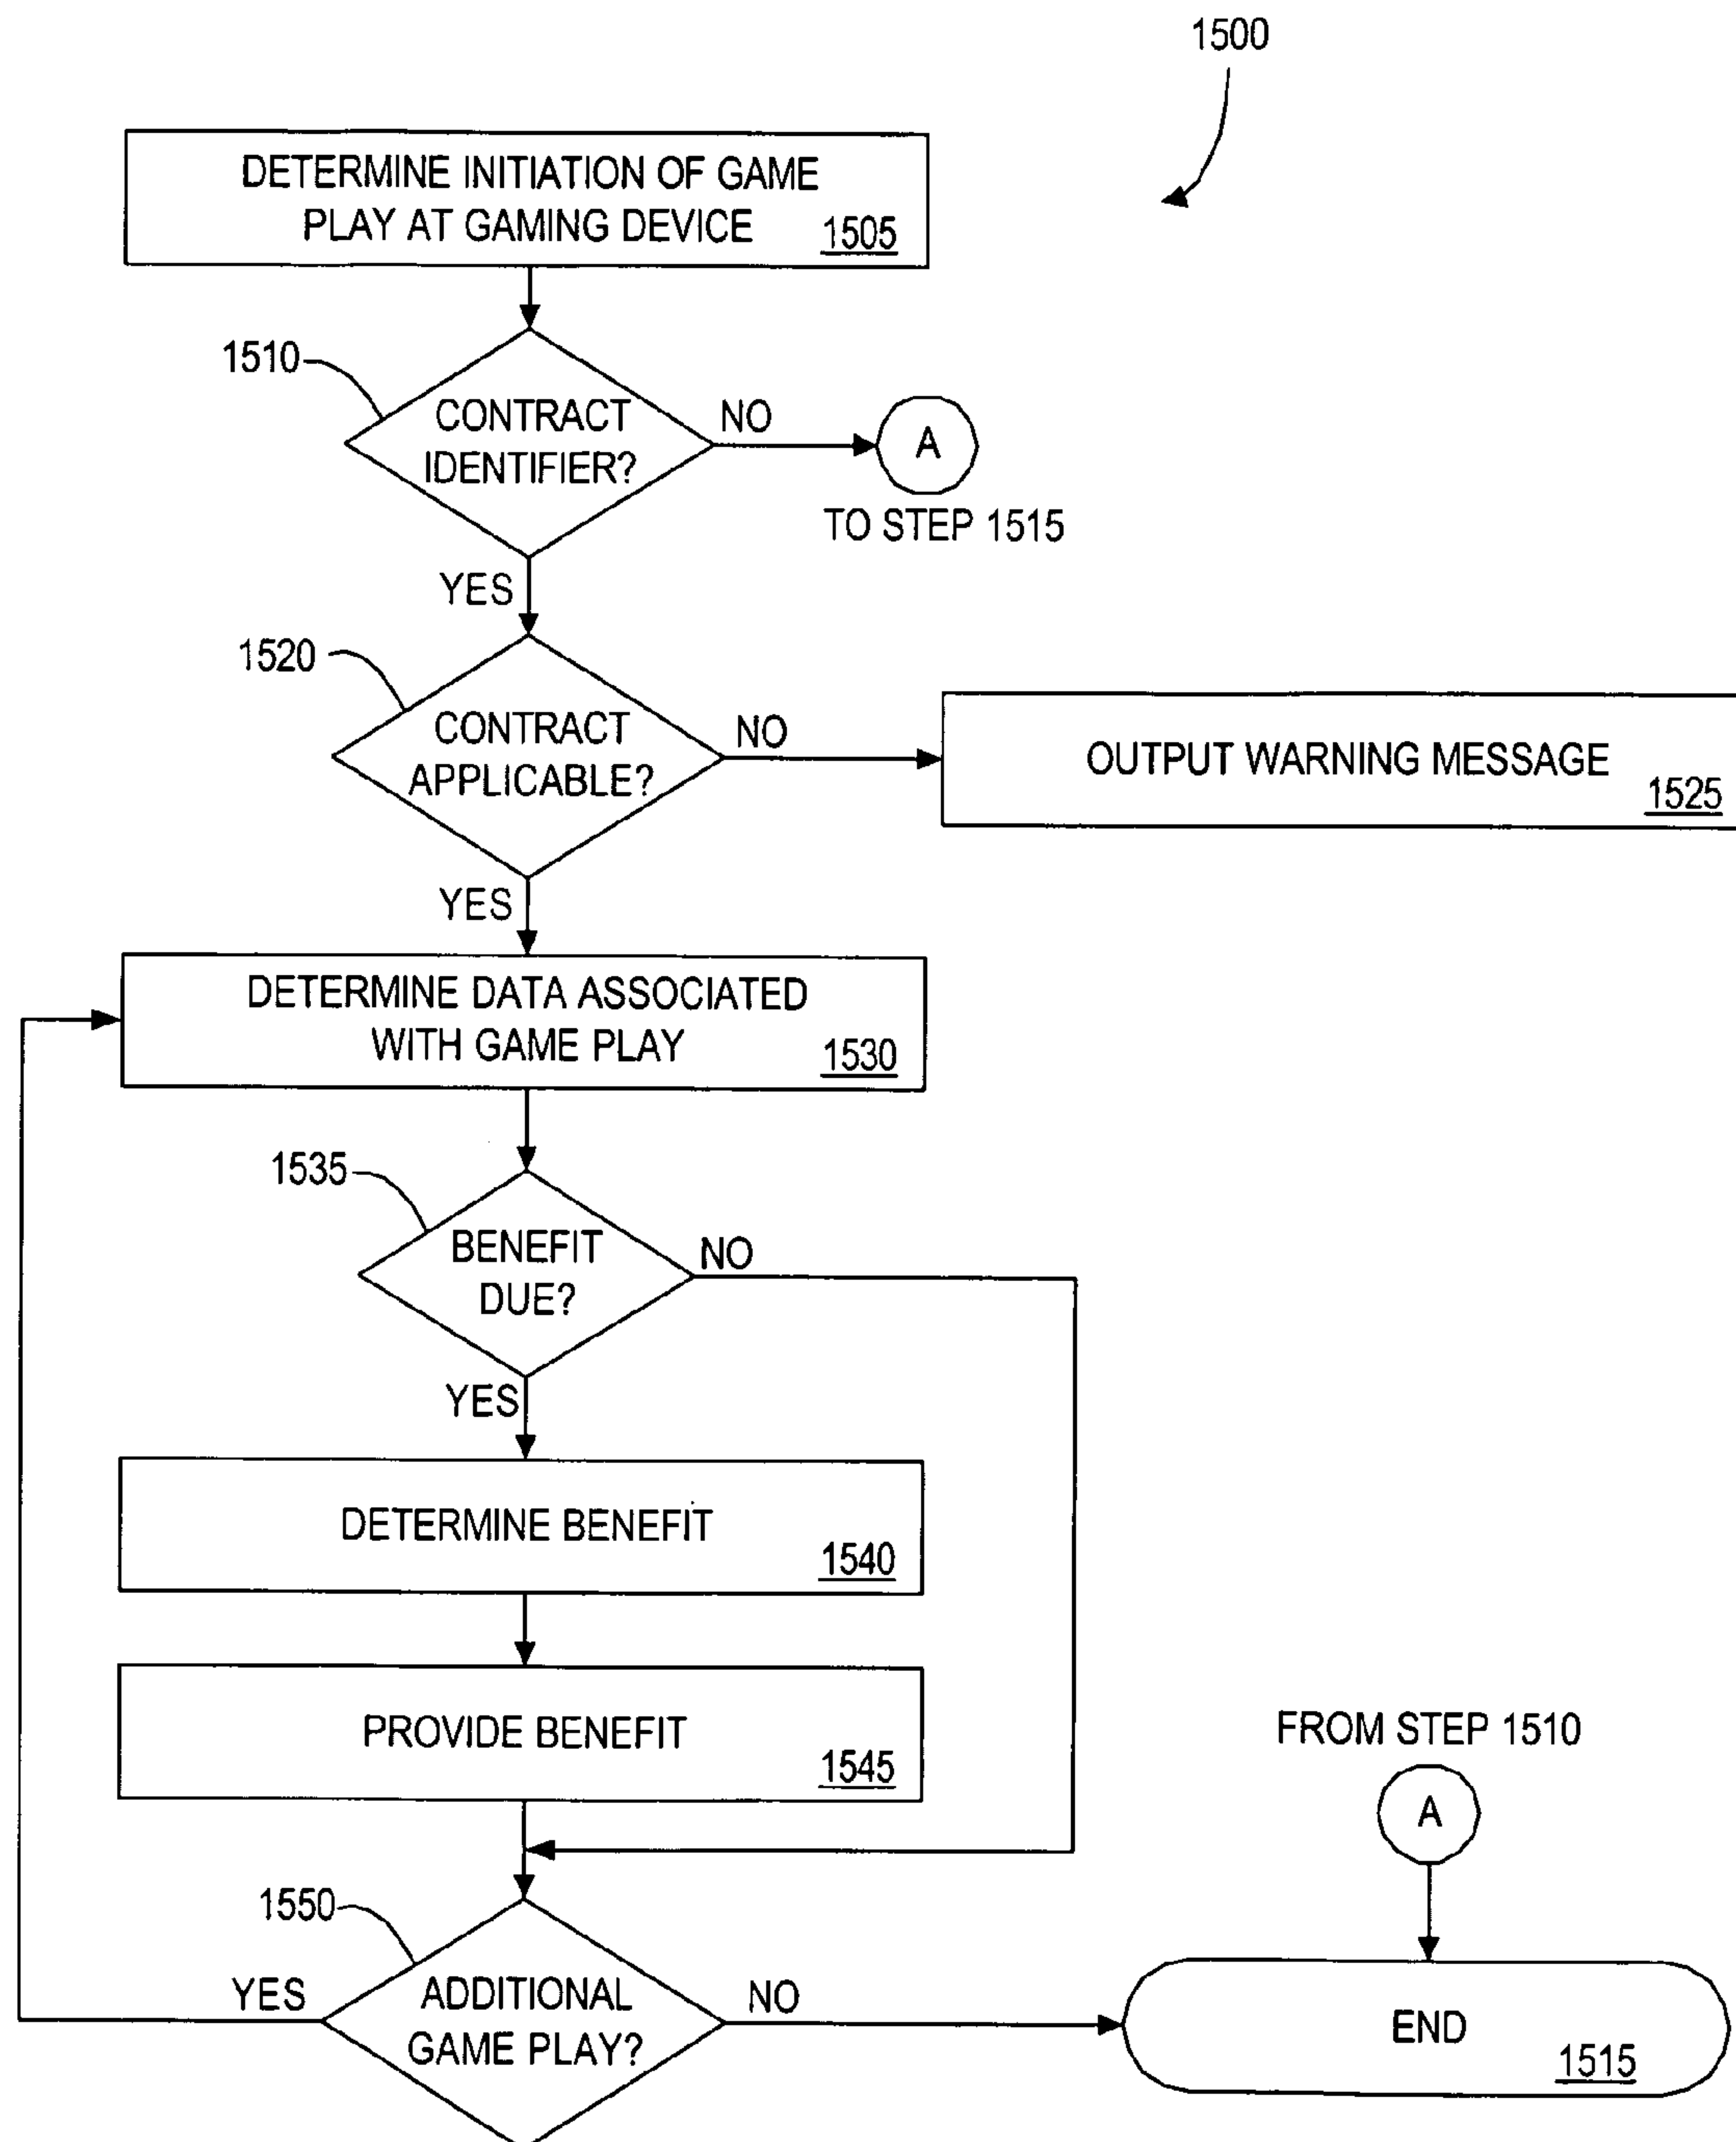 1500
DETERMINE INITIATION OF GAME
PLAY AT GAMING DEVICE
1505
1510
CONTRACT
IDENTIFIER?
NO
A
TO STEP 1515
YES
1520
CONTRACT
APPLICABLE?
NO
OUTPUT WARNING MESSAGE
1525
YES
DETERMINE DATA ASSOCIATED
WITH GAME PLAY
1530
1535
BENEFIT
DUE?
NO
YES
DETERMINE BENEFIT
1540
PROVIDE BENEFIT
1545
FROM STEP 1510
A
1550
YES
ADDITIONAL
GAME PLAY?
NO
END
1515